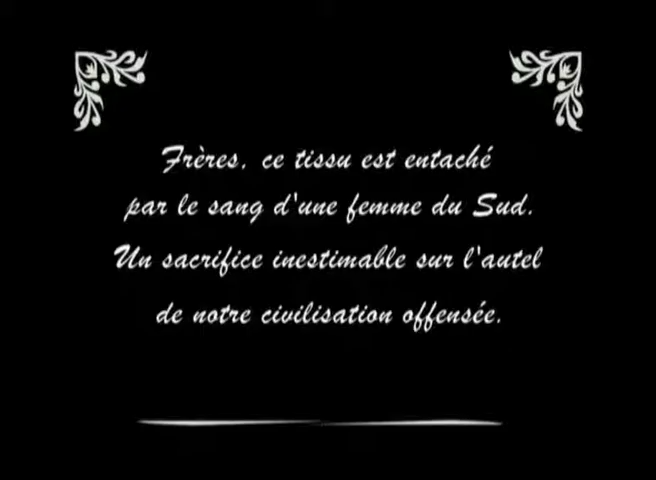 Frères, ce tissu est entaché
par le sang d'une femme du Sud.
Un sacrifice inestimable sur l'autel
de notre civilisation offensée.